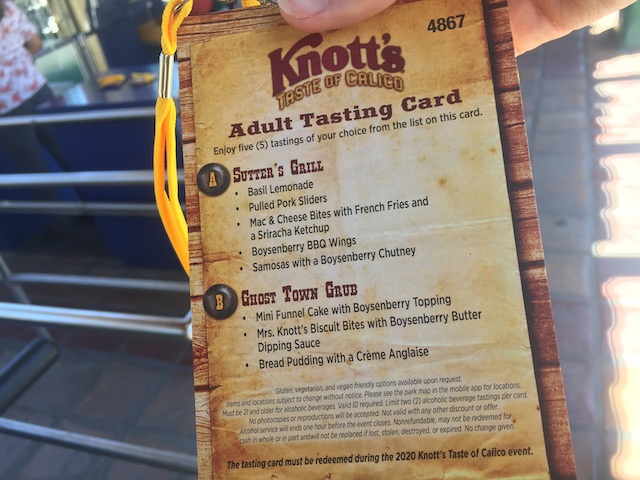 4867
Knott's
TASTE OF CALICO
Adult Tasting Card
Enjoy five (5) tastings of your choice from the list on this card.
A SUTTER'S GRILL
• Basil Lemonade
• Pulled Pork Sliders
• Mac & Cheese Bites with French Fries and
a Sriracha Ketchup
• Boysenberry BBQ Wings
• Samosas with a Boysenberry Chutney
B GHOST TOWN GRUB
• Mini Funnel Cake with Boysenberry Topping
• Mrs. Knott's Biscuit Bites with Boysenberry Butter
Dipping Sauce
• Bread Pudding with a Crème Anglaise
Gluten, vegetarian, and vegan friendly options available upon request.
Items and locations subject to change without notice. Please see the park map in the mobile app for locations.
Must be 21 and older for alcoholic beverages. Valid ID required. Limit two (2) alcoholic beverage tastings per card.
No photocopies or reproductions will be accepted. Not valid with any other discount or offer.
Alcohol service will end one hour before the event closes. Nonrefundable, may not be redeemed for
cash in whole or in part and will not be replaced if lost, stolen, destroyed, or expired. No change given.
The tasting card must be redeemed during the 2020 Knott's Taste of Calico event.